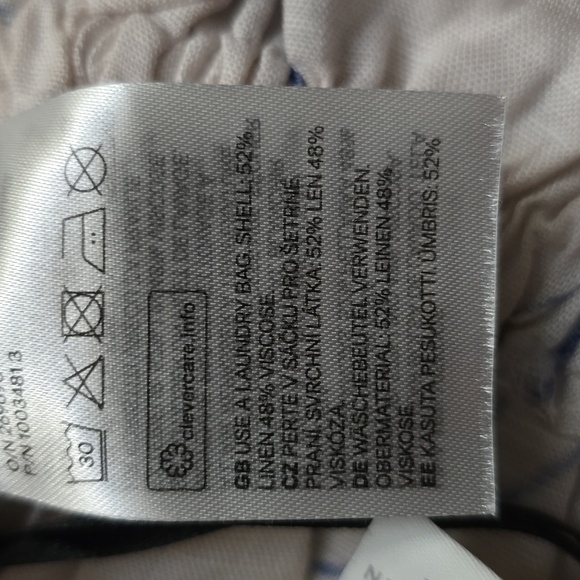 P/N 10034813
30
clevercare.info
GB USE A LAUNDRY BAG. SHELL: 52%
LINEN 48% VISCOSE.
CZ PERTE V SÁČKU PRO ŠETRNÉ
PRANÍ. SVRCHNÍ LÁTKA: 52% LEN 48%
VISKÓZA.
DE WÄSCHEBEUTEL VERWENDEN.
OBERMATERIAL: 52% LEINEN 48%
VISKOSE.
EE KASUTA PESUKOTTI. ÜMBRIS: 52%